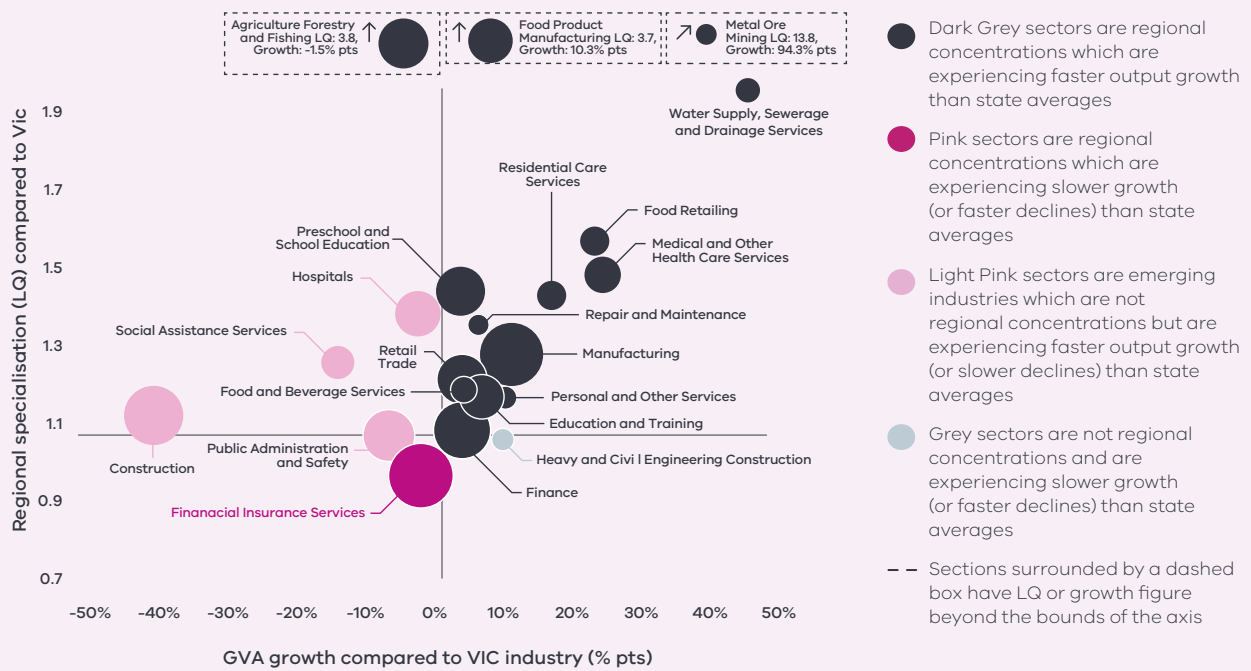 Agriculture Forestry
and Fishing LQ: 3.8,
Growth: -1.5% pts
Food Product
Manufacturing LQ: 3.7,
Growth: 10.3% pts
Metal Ore
Mining LQ: 13.8,
Growth: 94.3% pts
Regional specialisation (LQ) compared to Vic
1.9
1.7
1.5
1.3
1.1
0.9
0.7
Water Supply, Sewerage
and Drainage Services
Residential Care
Services
Food Retailing
Preschool and
School Education
Medical and Other
Health Care Services
Hospitals
Repair and Maintenance
Social Assistance Services
Retail
Trade
Manufacturing
Food and Beverage Services
Personal and Other Services
Education and Training
Public Administration
and Safety
Heavy and Civi l Engineering Construction
Construction
Finance
Finanacial Insurance Services
-50%
-40%
-30%
-20%
-10%
0%
10%
20%
30%
40%
50%
GVA growth compared to VIC industry (% pts)
Dark Grey sectors are regional
concentrations which are
experiencing faster output growth
than state averages
Pink sectors are regional
concentrations which are
experiencing slower growth
(or faster declines) than state
averages
Light Pink sectors are emerging
industries which are not
regional concentrations but are
experiencing faster output growth
(or slower declines) than state
averages
Grey sectors are not regional
concentrations and are
experiencing slower growth
(or faster declines) than state
averages
Sections surrounded by a dashed
box have LQ or growth figure
beyond the bounds of the axis